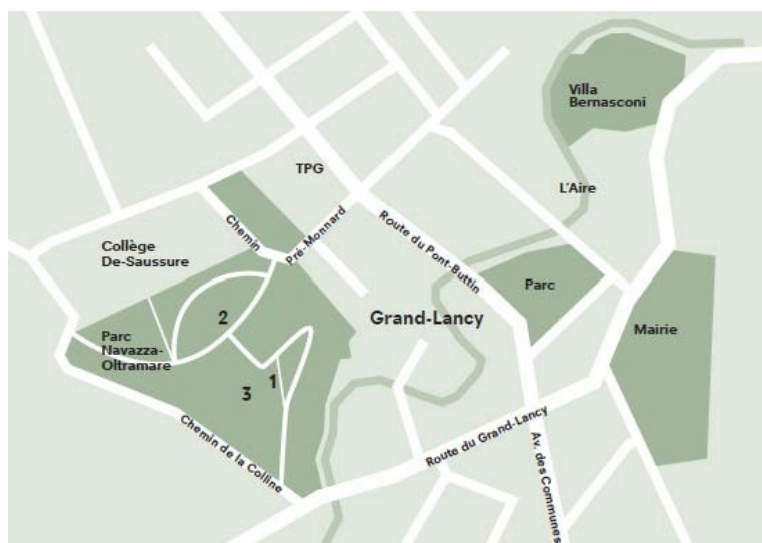 Villa
Bernasconi
TPG
L'Aire
Chemin
Pré-Monnard
Route du Pont-Buttin
Collège
De-Saussure
Parc
Grand-Lancy
2
Mairie
Parc
Navazza-
Oltramare
1
3
Chemin de la Colline
Route du Grand-Lancy
Av. des Communes